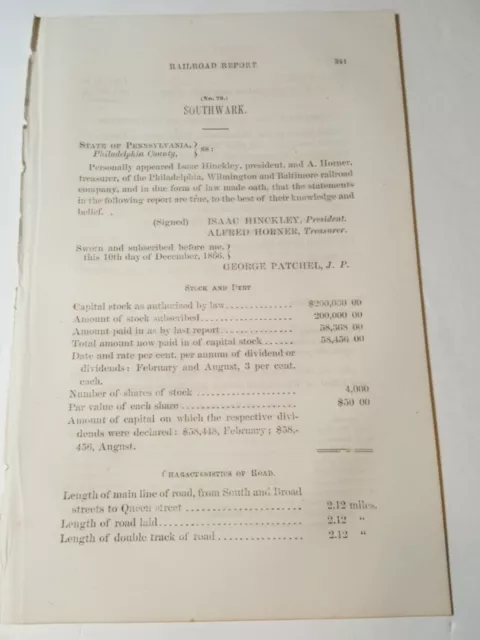 RAILROAD REPORT 341
(No. 79.)
SOUTHWARK.
STATE OF PENNSYLVANIA, } ss:
Philadelphia County,
Personally appeared Isaac Hinckley, president, and A. Horner,
treasurer, of the Philadelphia, Wilmington and Baltimore railroad
company, and in due form of law made oath, that the statements
in the following report are true, to the best of their knowledge and
belief.
(Signed) ISAAC HINCKLEY, President.
ALFRED HORNER, Treasurer.
Sworn and subscribed before me, }
this 10th day of December, 1866.
GEORGE PATCHEL, J. P.
STOCK AND DEBT
Capital stock as authorized by law.......... $200,000 00
Amount of stock subscribed.......... 200,000 00
Amount paid in as by last report.......... 58,368 00
Total amount now paid in of capital stock.......... 58,456 00
Date and rate per cent. per annum of dividend or
dividends: February and August, 3 per cent.
each.
Number of shares of stock.......... 4,000
Par value of each share.......... $50 00
Amount of capital on which the respective divi-
dends were declared: $58,448, February; $58,-
456, August.
CHARACTERISTICS OF ROAD.
Length of main line of road, from South and Broad
streets to Queen street.......... 2.12 miles.
Length of road laid.......... 2.12 "
Length of double track of road.......... 2.12 "